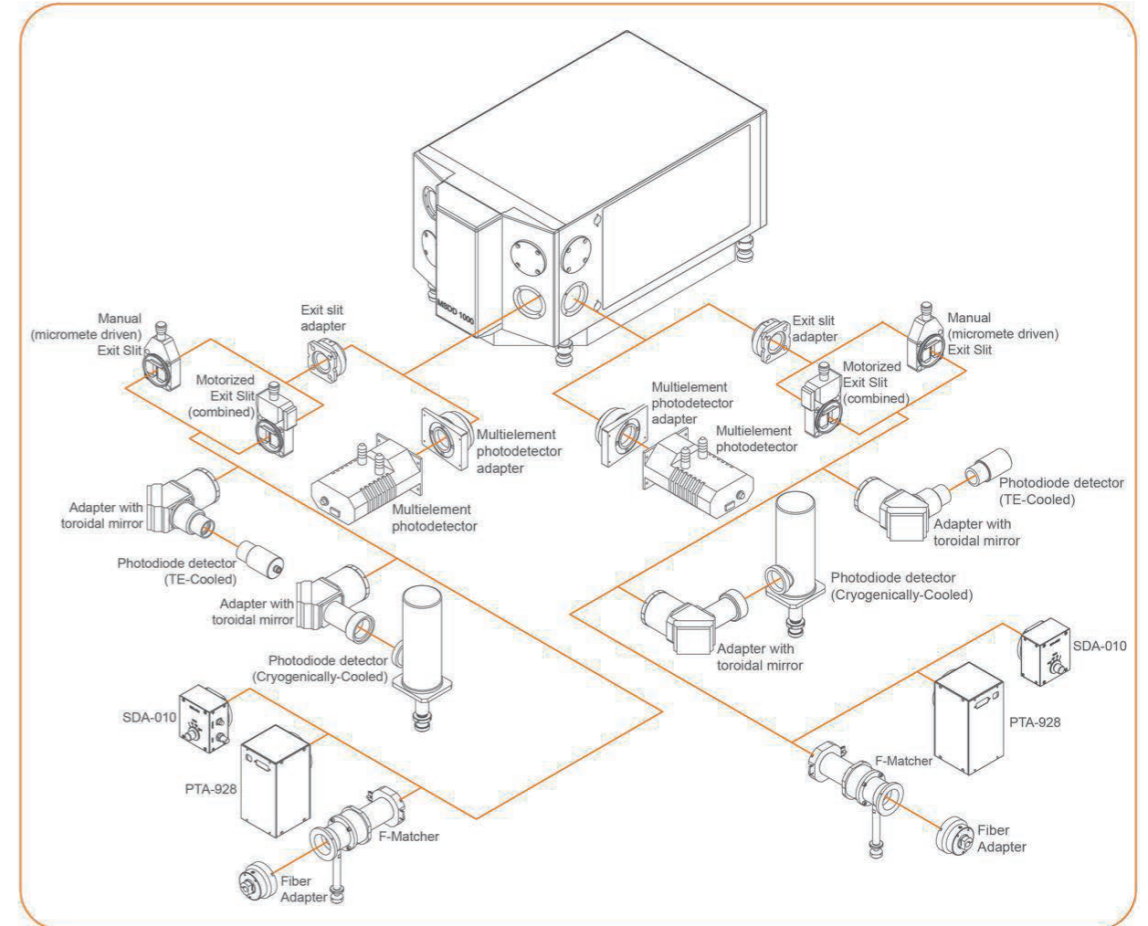 MSDD 1000
Manual
(micromete driven)
Exit Slit
Exit slit
adapter
Motorized
Exit Slit
(combined)
Multielement
photodetector
adapter
Multielement
photodetector
Adapter with
toroidal mirror
Photodiode detector
(TE-Cooled)
Adapter with
toroidal mirror
Photodiode detector
(Cryogenically-Cooled)
SDA-010
PTA-928
F-Matcher
Fiber
Adapter
Exit slit
adapter
Manual
(micromete driven)
Exit Slit
Motorized
Exit Slit
(combined)
Multielement
photodetector
adapter
Multielement
photodetector
Photodiode detector
(TE-Cooled)
Adapter with
toroidal mirror
Photodiode detector
(Cryogenically-Cooled)
Adapter with
toroidal mirror
SDA-010
PTA-928
F-Matcher
Fiber
Adapter